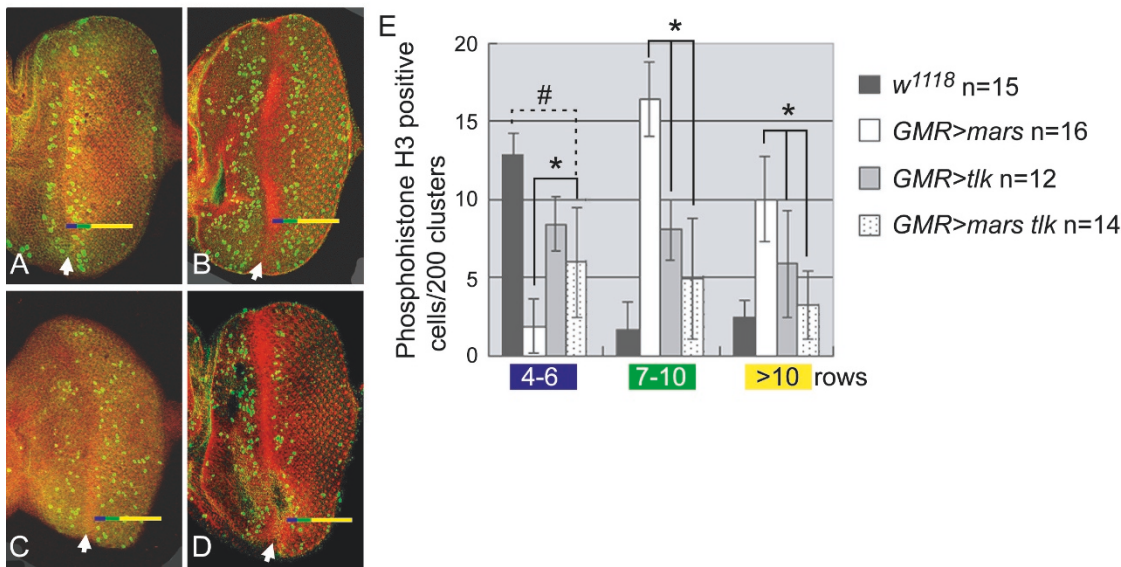 A
B
C
D
E
Phosphohistone H3 positive
cells/200 clusters
20
15
10
5
0
#
*
*
*
4-6
7-10
>10 rows
w¹¹¹⁸ n=15
GMR>mars n=16
GMR>tlk n=12
GMR>mars tlk n=14